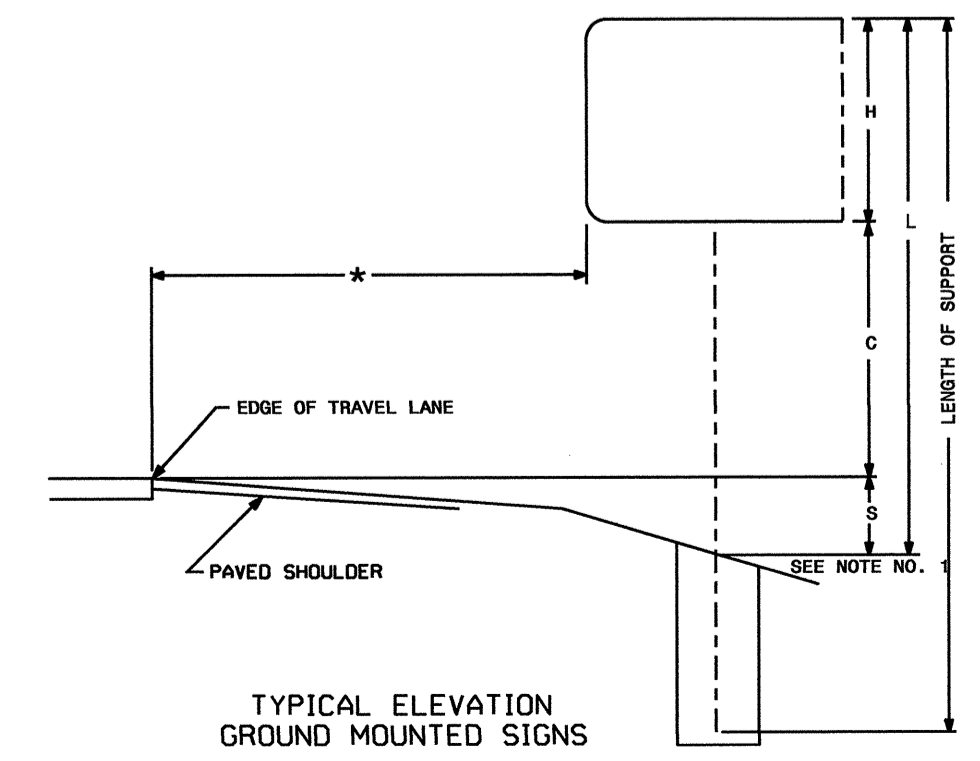 H
L
LENGTH OF SUPPORT
*
C
EDGE OF TRAVEL LANE
S
SEE NOTE NO. 1
PAVED SHOULDER
TYPICAL ELEVATION
GROUND MOUNTED SIGNS